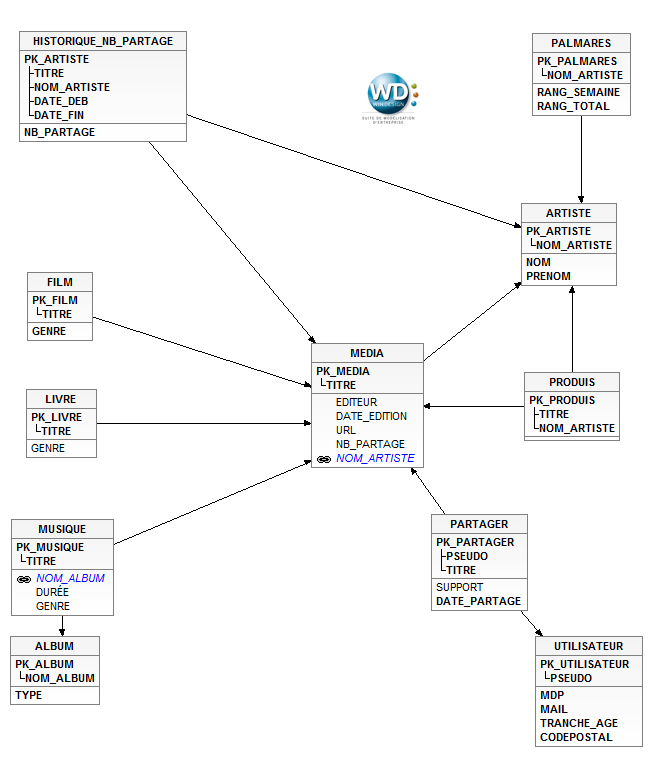 HISTORIQUE_NB_PARTAGE
PK_ARTISTE
TITRE
NOM_ARTISTE
DATE_DEB
DATE_FIN
NB_PARTAGE
WD:
WIN'DESIGN
SUITE DE MODÉLISATION
D'ENTREPRISE
PALMARES
PK_PALMARES
NOM_ARTISTE
RANG_SEMAINE
RANG_TOTAL
ARTISTE
PK_ARTISTE
NOM_ARTISTE
NOM
PRENOM
FILM
PK_FILM
TITRE
GENRE
MEDIA
PK_MEDIA
TITRE
EDITEUR
DATE_EDITION
URL
NB_PARTAGE
NOM_ARTISTE
PRODUIS
PK_PRODUIS
TITRE
NOM_ARTISTE
LIVRE
PK_LIVRE
TITRE
GENRE
MUSIQUE
PK_MUSIQUE
TITRE
NOM_ALBUM
DURÉE
GENRE
PARTAGER
PK_PARTAGER
PSEUDO
TITRE
SUPPORT
DATE_PARTAGE
ALBUM
PK_ALBUM
NOM_ALBUM
TYPE
UTILISATEUR
PK_UTILISATEUR
PSEUDO
MDP
MAIL
TRANCHE_AGE
CODEPOSTAL